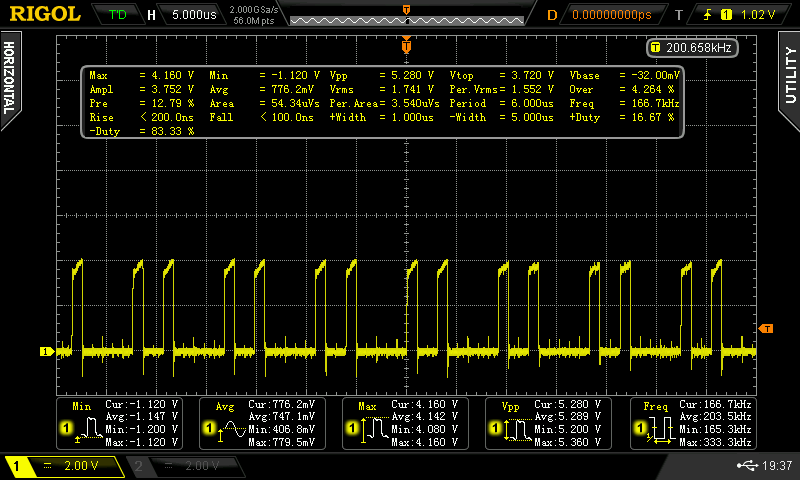 RIGOL T'D H 5.000us 2.000GSa/s 56.0M pts T D 0.00000000ps T 1 1.02 V
HORIZONTAL
UTILITY
T
T 200.658kHz
Max = 4.160 V Min = -1.120 V Vpp = 5.280 V Vtop = 3.720 V Vbase = -32.00mV
Ampl = 3.752 V Avg = 776.2mV Vrms = 1.741 V Per.Vrms= 1.552 V Over = 4.264 %
Pre = 12.79 % Area = 54.34uVs Per.Area= 3.540uVs Period = 6.000us Freq = 166.7kHz
Rise < 200.0ns Fall < 100.0ns +Width = 1.000us -Width = 5.000us +Duty = 16.67 %
-Duty = 83.33 %
T
1
Min Cur:-1.120 V
Avg:-1.147 V
1 Min:-1.200 V
Max:-1.120 V
Avg Cur:776.2mV
Avg:747.1mV
1 Min:406.8mV
Max:779.5mV
Max Cur:4.160 V
Avg:4.142 V
1 Min:4.080 V
Max:4.160 V
Vpp Cur:5.280 V
Avg:5.289 V
1 Min:5.200 V
Max:5.360 V
Freq Cur:166.7kHz
Avg:203.5kHz
1 Min:165.3kHz
Max:333.3kHz
1 = 2.00 V 2 = 2.00 V 19:37